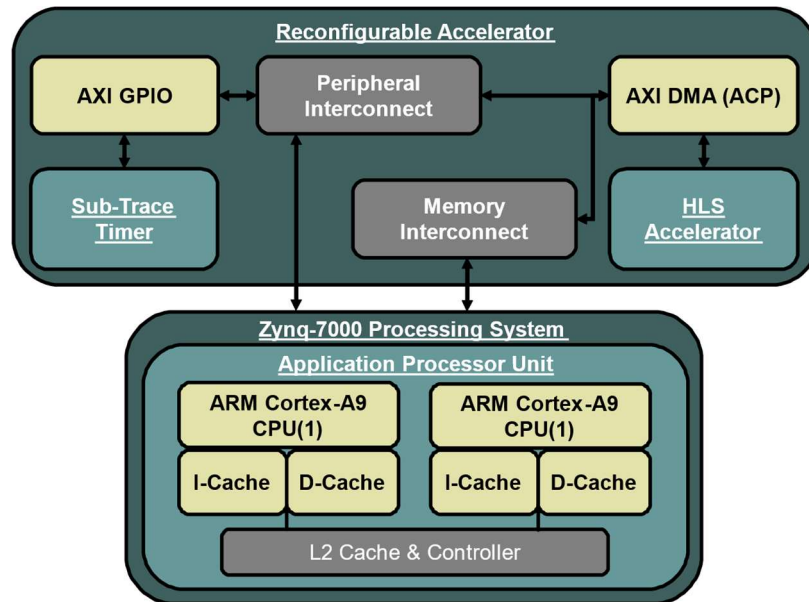 Reconfigurable Accelerator
AXI GPIO
Peripheral
Interconnect
AXI DMA (ACP)
Sub-Trace
Timer
Memory
Interconnect
HLS
Accelerator
Zynq-7000 Processing System
Application Processor Unit
ARM Cortex-A9
CPU(1)
ARM Cortex-A9
CPU(1)
I-Cache
D-Cache
I-Cache
D-Cache
L2 Cache & Controller